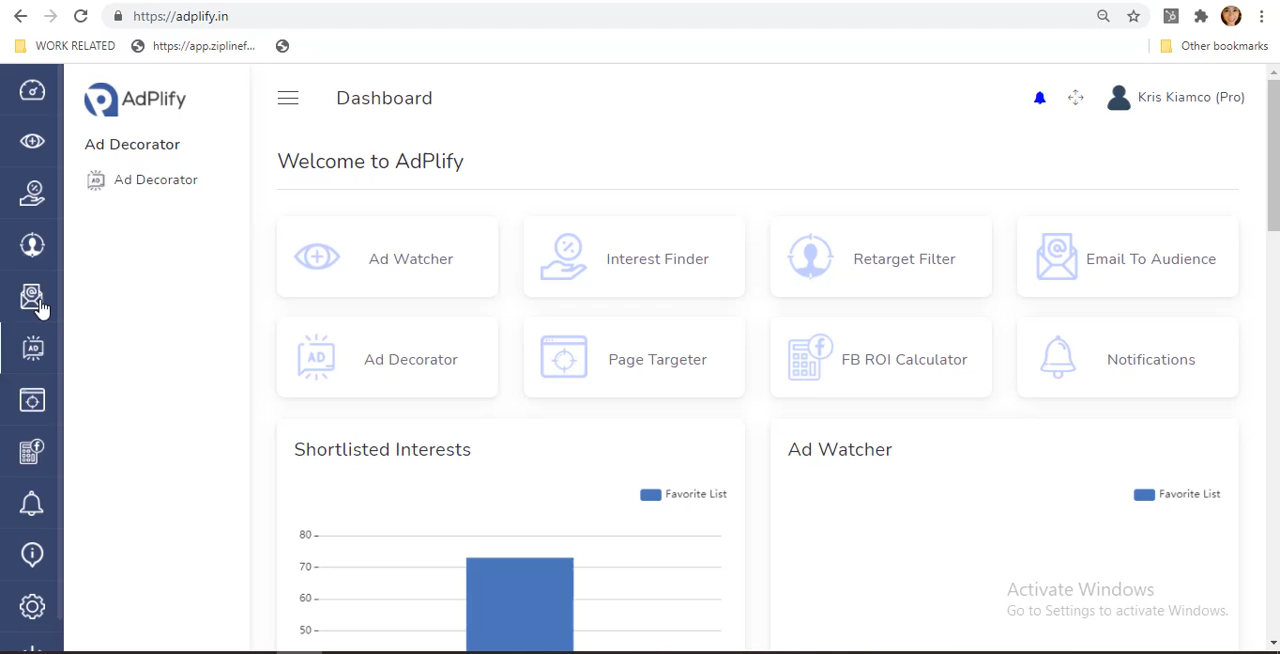 https://adplify.in
WORK RELATED
https://app.ziplinef...
AdPlify
Dashboard
Kris Kiamco (Pro)
Ad Decorator
Ad Decorator
Welcome to AdPlify
Ad Watcher
Interest Finder
Retarget Filter
Email To Audience
AD
Ad Decorator
Page Targeter
FB ROI Calculator
Notifications
Shortlisted Interests
Ad Watcher
Favorite List
Favorite List
80
70
60
50
Activate Windows
Go to Settings to activate Windows.
Other bookmarks